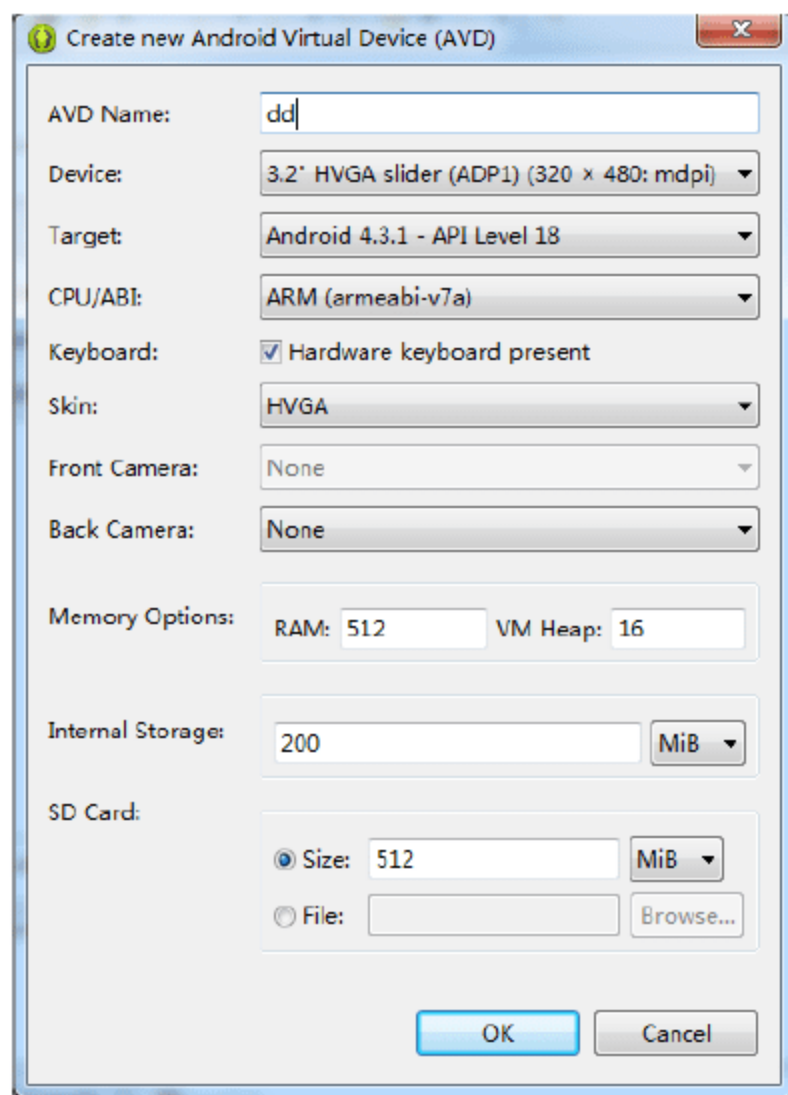 Create new Android Virtual Device (AVD)
AVD Name: dd
Device: 3.2" HVGA slider (ADP1) (320 × 480: mdpi)
Target: Android 4.3.1 - API Level 18
CPU/ABI: ARM (armeabi-v7a)
Keyboard: Hardware keyboard present
Skin: HVGA
Front Camera: None
Back Camera: None
Memory Options: RAM: 512 VM Heap: 16
Internal Storage: 200 MiB
SD Card:
Size: 512 MiB
File: Browse...
OK Cancel